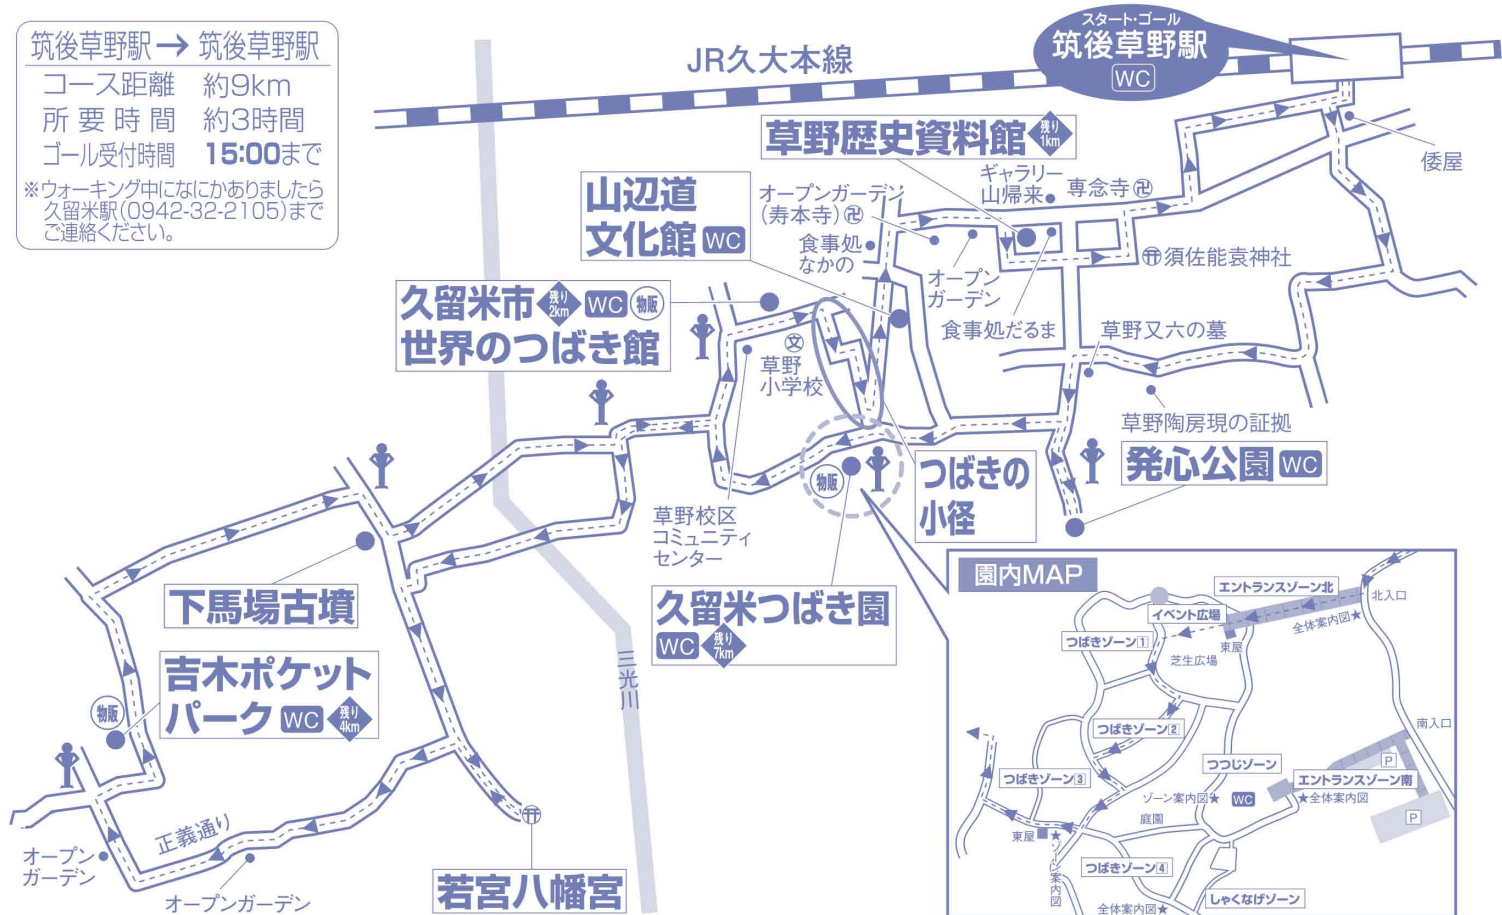 筑後草野駅→筑後草野駅
コース距離 約9km
所要時間 約3時間
ゴール受付時間 15:00まで
※ウォーキング中になにかありましたら
久留米駅(0942-32-2105)まで
ご連絡ください。
JR久大本線
スタート・ゴール
筑後草野駅
WC
倭屋
草野歴史資料館 残り1km
ギャラリー
山帰来
専念寺卍
オープンガーデン
(寿本寺)卍
食事処
なかの
山辺道
文化館 WC
オープン
ガーデン
食事処だるま
須佐能袁神社
久留米市 残り2km WC 物販
世界のつばき館
文
草野
小学校
草野又六の墓
草野陶房現の証拠
発心公園 WC
つばきの
小径
物販
草野校区
コミュニティ
センター
久留米つばき園
WC 残り7km
三光川
下馬場古墳
吉木ポケット
パーク WC 残り4km
物販
正義通り
オープン
ガーデン
オープンガーデン
若宮八幡宮
園内MAP
エントランスゾーン北
北入口
イベント広場
全体案内図★
つばきゾーン1
東屋
芝生広場
つばきゾーン2
南入口
つつじゾーン
P
つばきゾーン3
エントランスゾーン南
ゾーン案内図★ WC
★全体案内図
P
庭園
東屋
★ゾーン案内図
つばきゾーン4
しゃくなげゾーン
全体案内図★